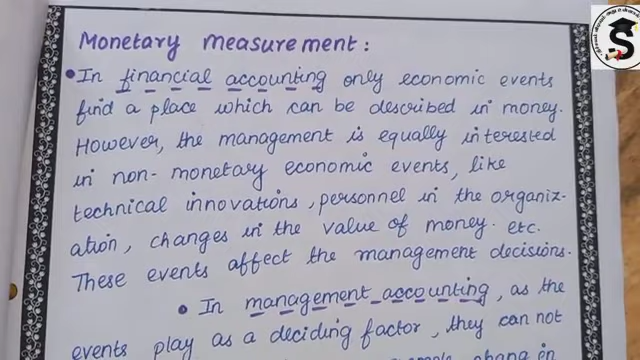 Monetary measurement:
• In financial accounting only economic events
find a place which can be described in money.
However, the management is equally interested
in non-monetary economic events, like
technical innovations, personnel in the organiz-
ation, changes in the value of money. etc.
These events affect the management decisions.
• In management accounting, as the
events play as a deciding factor, they can not
S